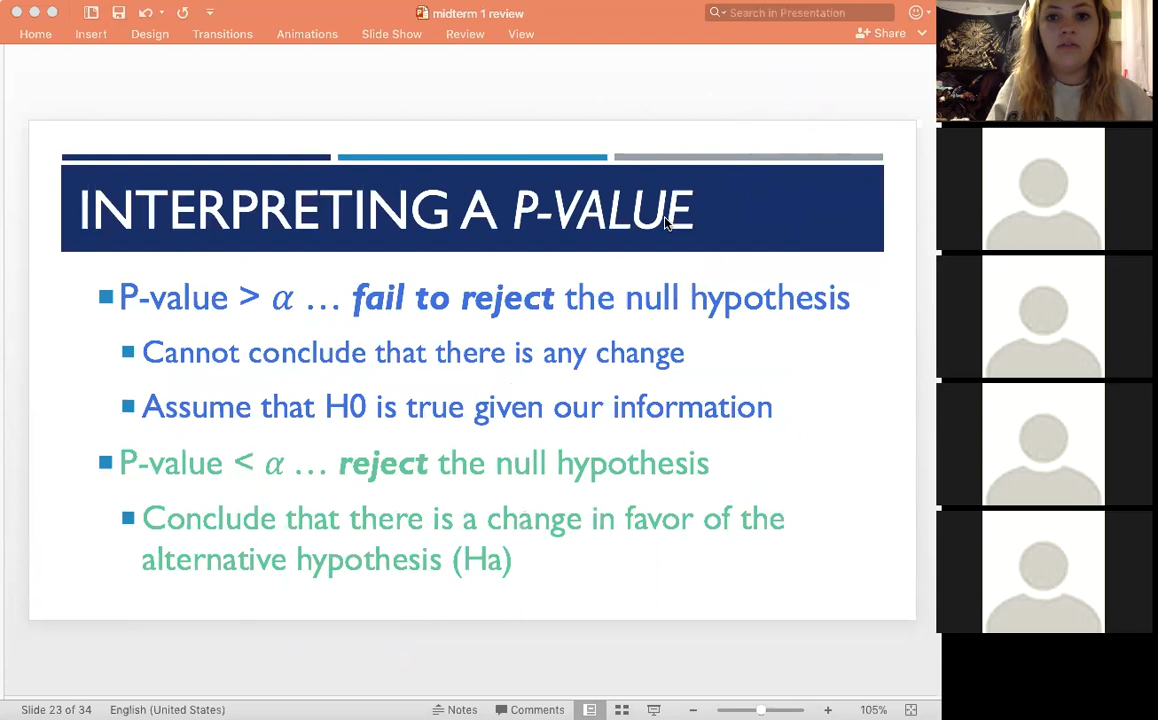 midterm 1 review
Search in Presentation
Home Insert Design Transitions Animations Slide Show Review View Share
INTERPRETING A P-VALUE
P-value > α … fail to reject the null hypothesis
Cannot conclude that there is any change
Assume that H0 is true given our information
P-value < α … reject the null hypothesis
Conclude that there is a change in favor of the
alternative hypothesis (Ha)
Slide 23 of 34 English (United States) Notes Comments 105%